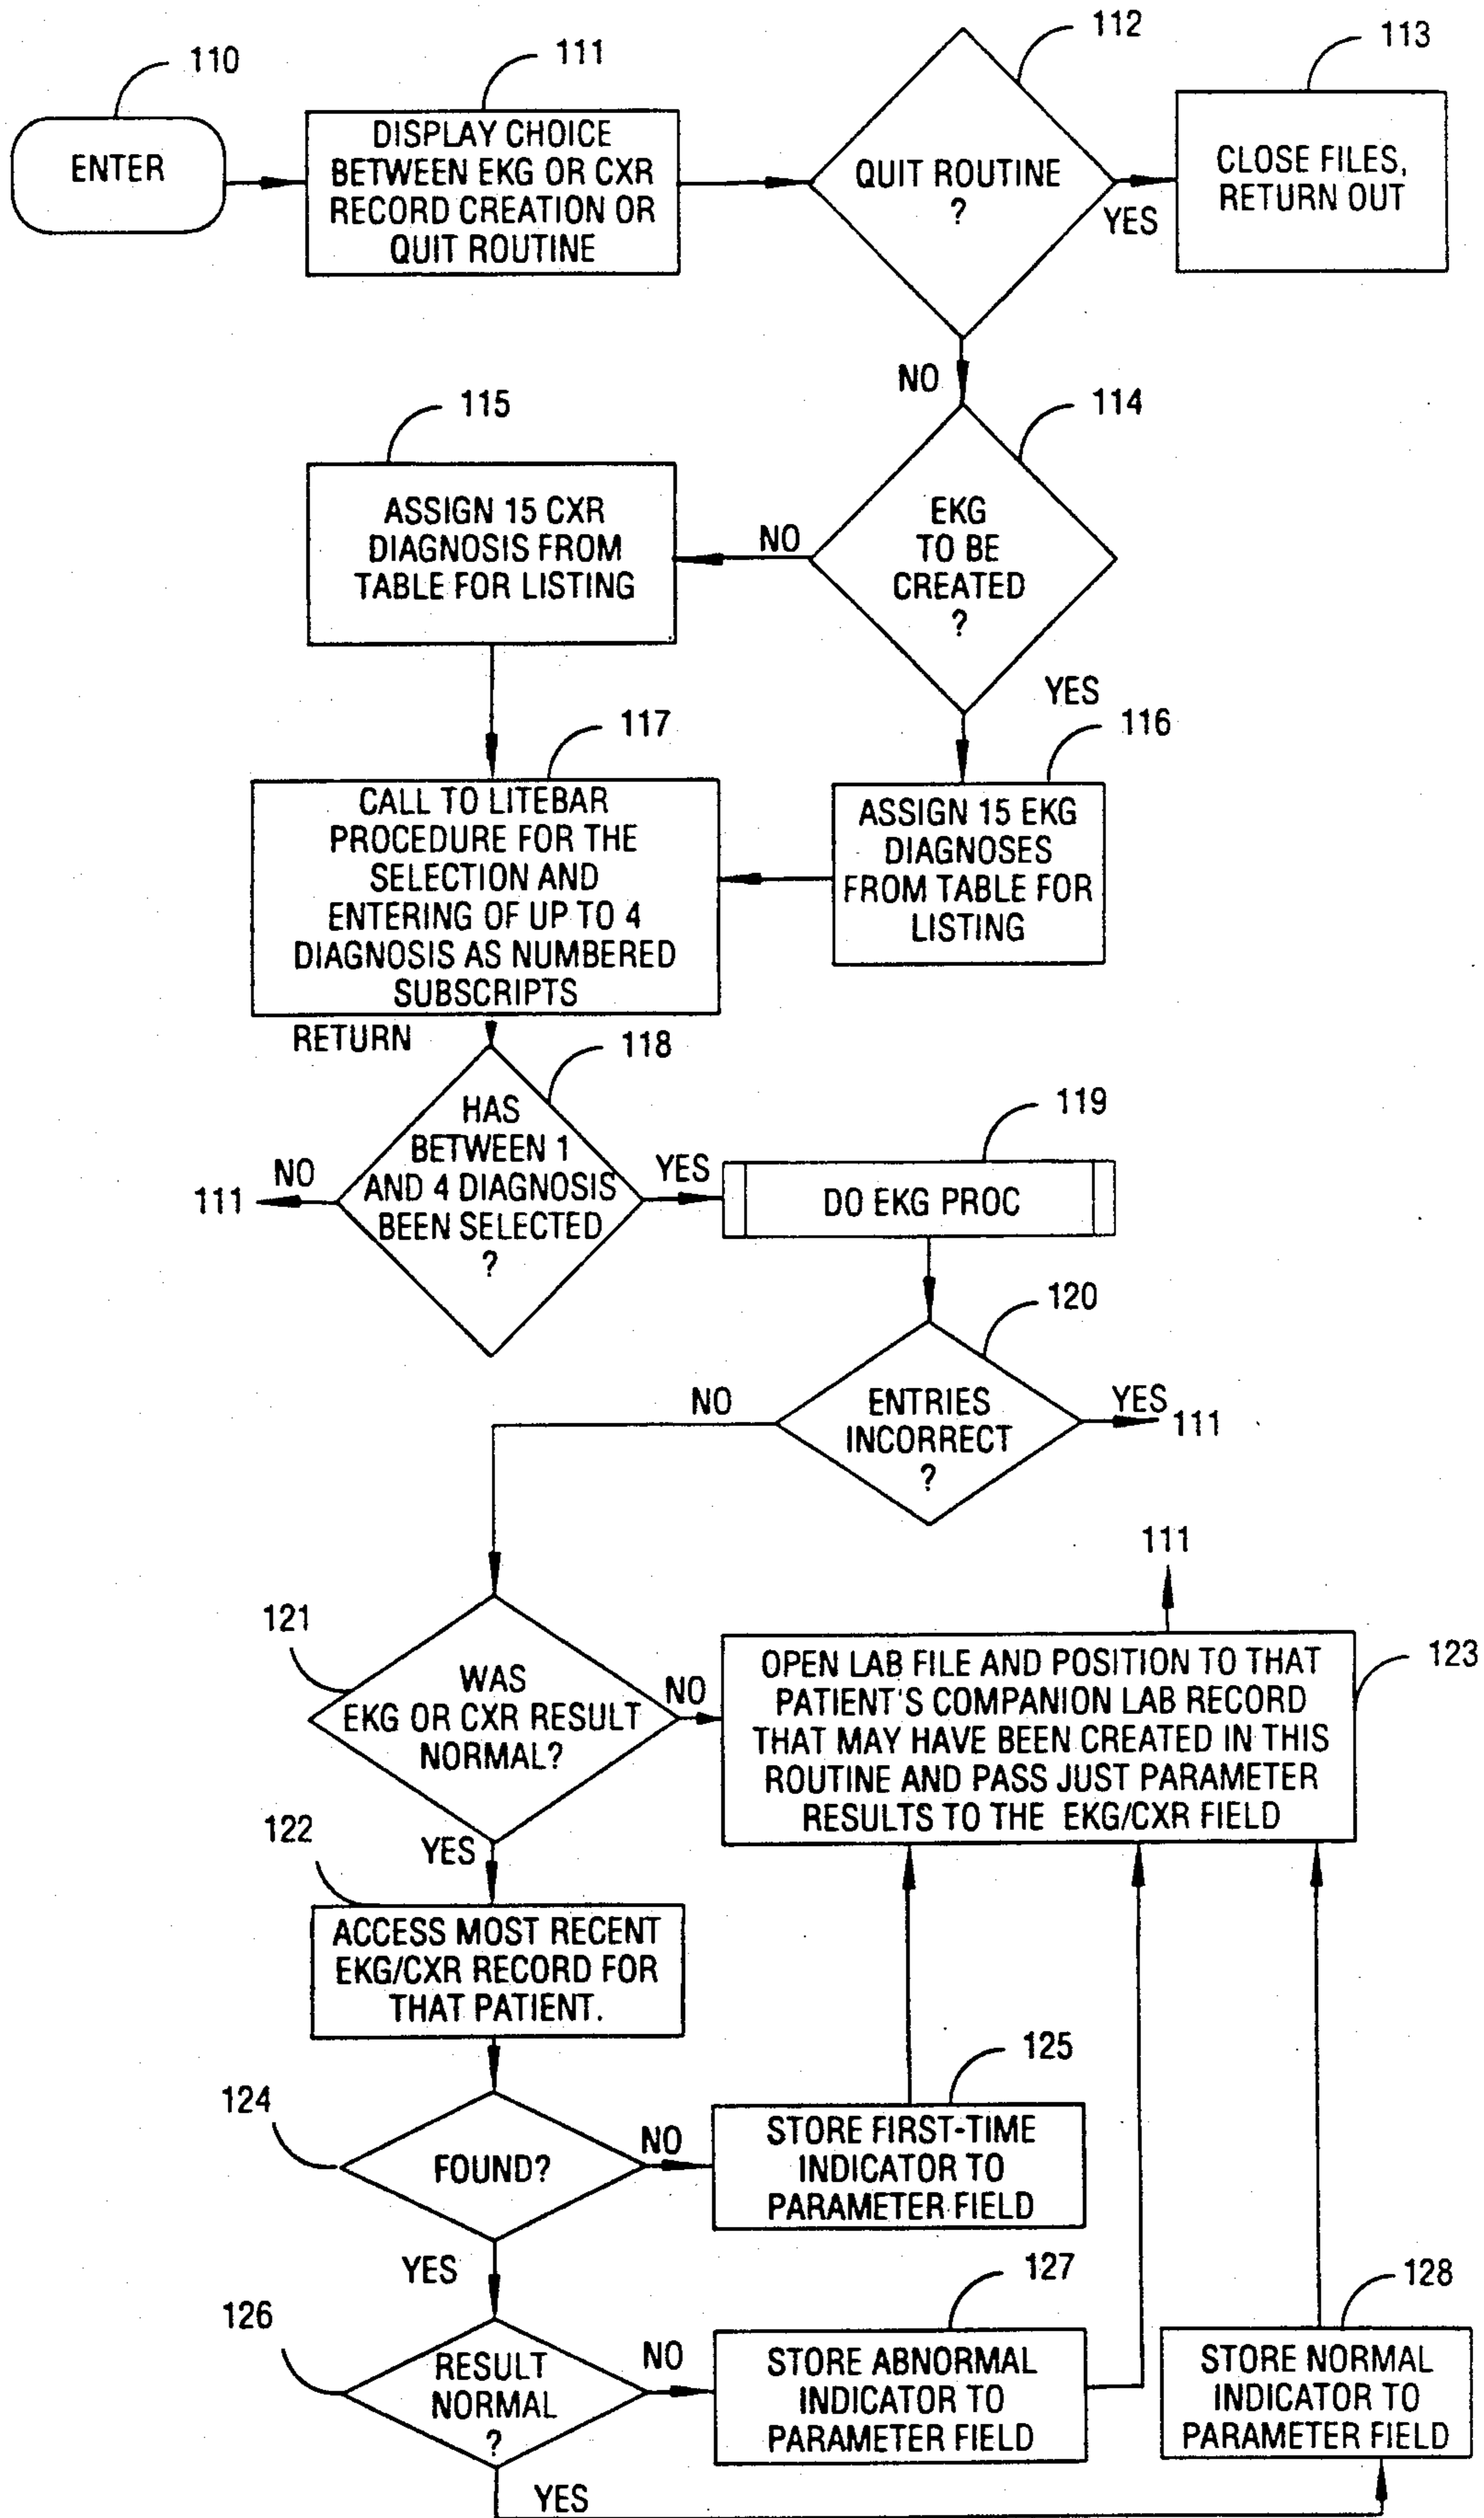 110
ENTER
111
DISPLAY CHOICE
BETWEEN EKG OR CXR
RECORD CREATION OR
QUIT ROUTINE
112
QUIT ROUTINE
?
YES
113
CLOSE FILES,
RETURN OUT
NO
114
EKG
TO BE
CREATED
?
NO
115
ASSIGN 15 CXR
DIAGNOSIS FROM
TABLE FOR LISTING
YES
116
ASSIGN 15 EKG
DIAGNOSES
FROM TABLE FOR
LISTING
117
CALL TO LITEBAR
PROCEDURE FOR THE
SELECTION AND
ENTERING OF UP TO 4
DIAGNOSIS AS NUMBERED
SUBSCRIPTS
RETURN
118
HAS
BETWEEN 1
AND 4 DIAGNOSIS
BEEN SELECTED
?
NO
111
YES
119
DO EKG PROC
120
ENTRIES
INCORRECT
?
YES
111
NO
121
WAS
EKG OR CXR RESULT
NORMAL?
NO
111
123
OPEN LAB FILE AND POSITION TO THAT
PATIENT'S COMPANION LAB RECORD
THAT MAY HAVE BEEN CREATED IN THIS
ROUTINE AND PASS JUST PARAMETER
RESULTS TO THE EKG/CXR FIELD
YES
122
ACCESS MOST RECENT
EKG/CXR RECORD FOR
THAT PATIENT.
124
FOUND?
NO
125
STORE FIRST-TIME
INDICATOR TO
PARAMETER FIELD
YES
126
RESULT
NORMAL
?
NO
127
STORE ABNORMAL
INDICATOR TO
PARAMETER FIELD
128
STORE NORMAL
INDICATOR TO
PARAMETER FIELD
YES